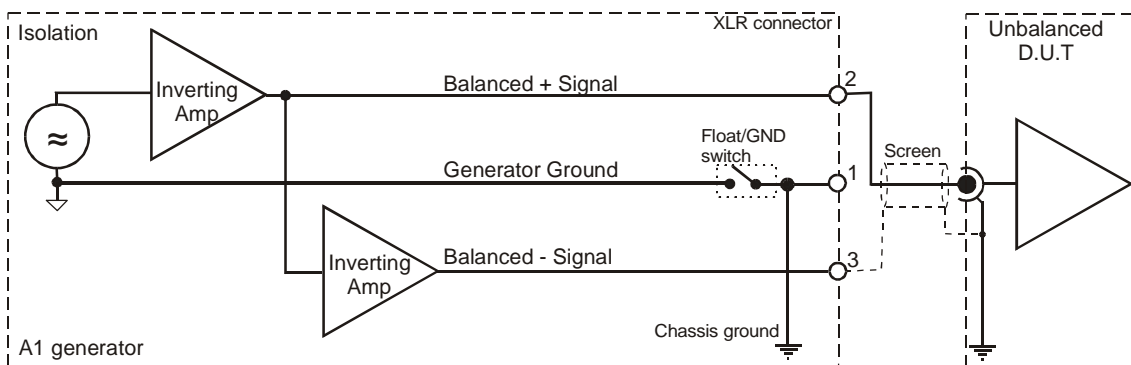 Isolation
XLR connector
Unbalanced
D.U.T
Inverting
Amp
Balanced + Signal
2
≈
Float/GND
switch
Screen
Generator Ground
1
Inverting
Amp
Balanced - Signal
3
Chassis ground
A1 generator